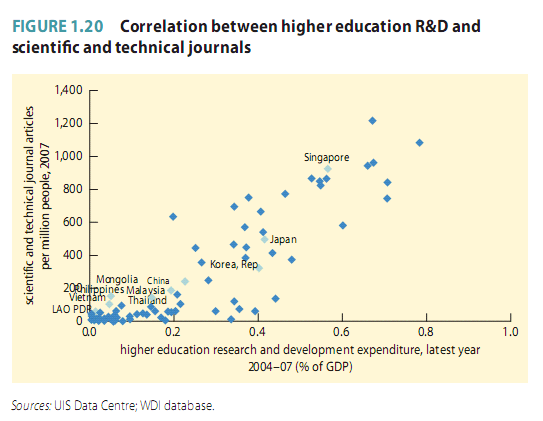 FIGURE 1.20 Correlation between higher education R&D and
scientific and technical journals
scientific and technical journal articles
per million people, 2007
1,400
1,200
1,000
800
600
400
200
0
Singapore
Japan
Korea, Rep.
Mongolia
China
Philippines
Malaysia
Vietnam
Thailand
LAO PDR
0.0 0.2 0.4 0.6 0.8 1.0
higher education research and development expenditure, latest year
2004–07 (% of GDP)
Sources: UIS Data Centre; WDI database.